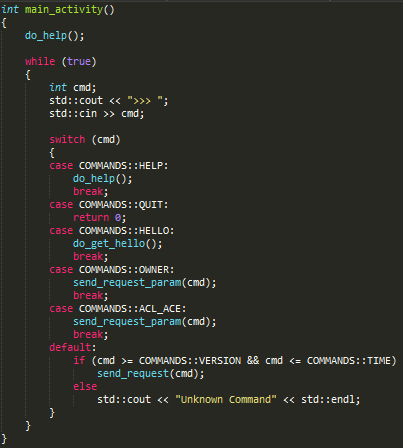 int main_activity()
{
    do_help();

    while (true)
    {
        int cmd;
        std::cout << ">>> ";
        std::cin >> cmd;

        switch (cmd)
        {
        case COMMANDS::HELP:
            do_help();
            break;
        case COMMANDS::QUIT:
            return 0;
        case COMMANDS::HELLO:
            do_get_hello();
            break;
        case COMMANDS::OWNER:
            send_request_param(cmd);
            break;
        case COMMANDS::ACL_ACE:
            send_request_param(cmd);
            break;
        default:
            if (cmd >= COMMANDS::VERSION && cmd <= COMMANDS::TIME)
                send_request(cmd);
            else
                std::cout << "Unknown Command" << std::endl;
        }
    }
}